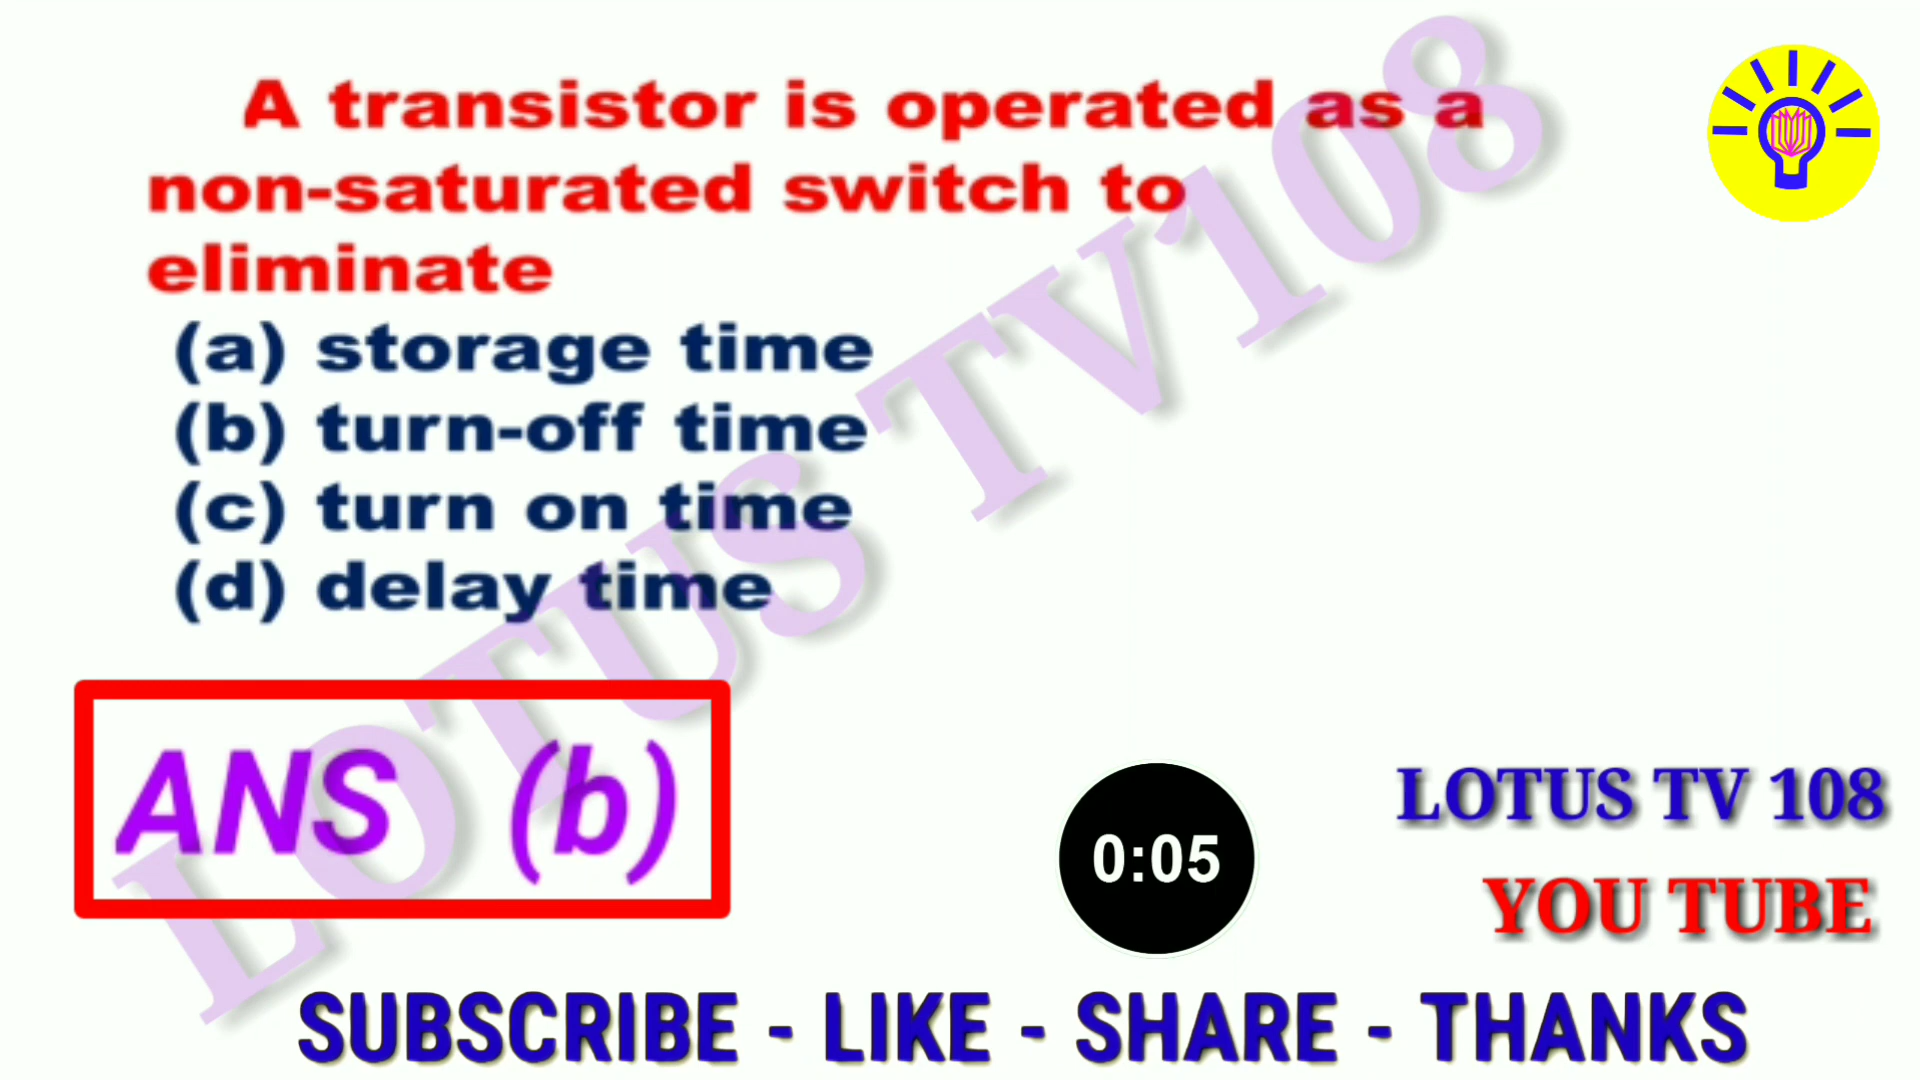 A transistor is operated as a
non-saturated switch to
eliminate
(a) storage time
(b) turn-off time
(c) turn on time
(d) delay time
ANS (b)
0:05
LOTUS TV 108
YOU TUBE
SUBSCRIBE - LIKE - SHARE - THANKS
LOTUS TV108